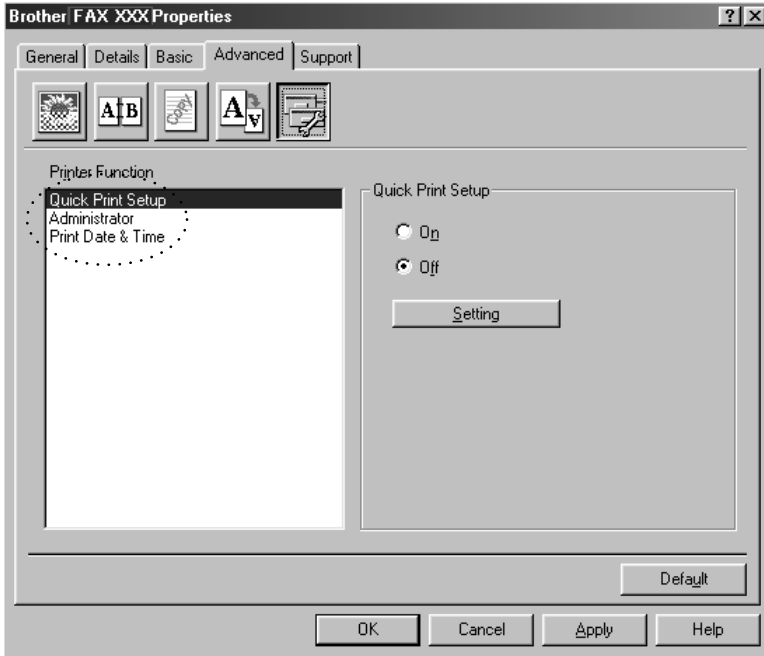 Brother FAX XXX Properties
General Details Basic Advanced Support
A B Copy A A
Printer Function
Quick Print Setup
Administrator
Print Date & Time
Quick Print Setup
On
Off
Setting
Default
OK Cancel Apply Help